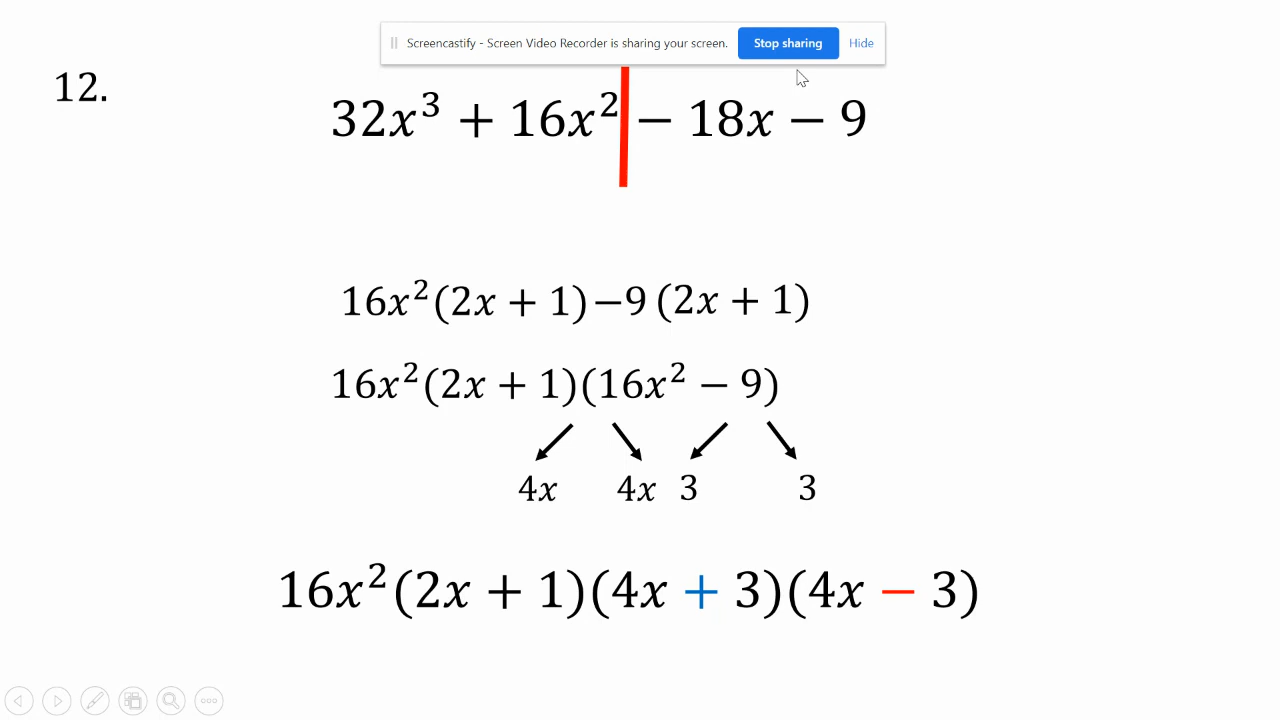 Screencastify - Screen Video Recorder is sharing your screen. Stop sharing Hide
12.
32x³ + 16x² − 18x − 9
16x²(2x + 1)−9 (2x + 1)
16x²(2x + 1)(16x² − 9)
4x 4x 3 3
16x²(2x + 1)(4x + 3)(4x − 3)